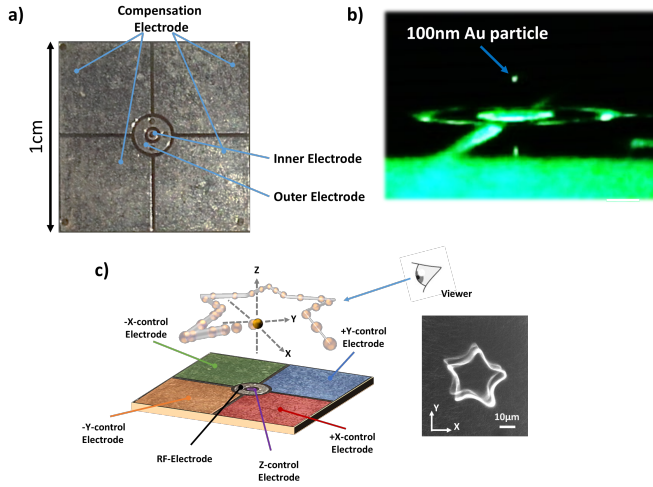 a)
Compensation
Electrode
1cm
Inner Electrode
Outer Electrode
b)
100nm Au particle
c)
Z
Y
X
Viewer
-X-control
Electrode
+Y-control
Electrode
-Y-control
Electrode
RF-Electrode
Z-control
Electrode
+X-control
Electrode
Y
X
10μm